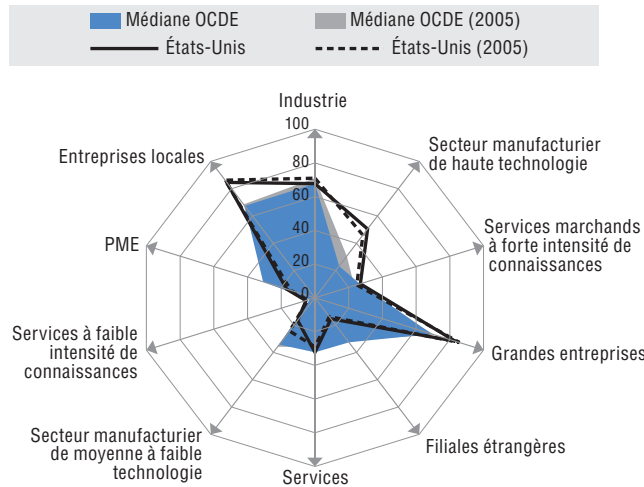 Médiane OCDE
Médiane OCDE (2005)
États-Unis
États-Unis (2005)
Industrie
100
80
60
40
20
0
Secteur manufacturier
de haute technologie
Services marchands
à forte intensité de
connaissances
Grandes entreprises
Filiales étrangères
Services
Secteur manufacturier
de moyenne à faible
technologie
Services à faible
intensité de
connaissances
PME
Entreprises locales